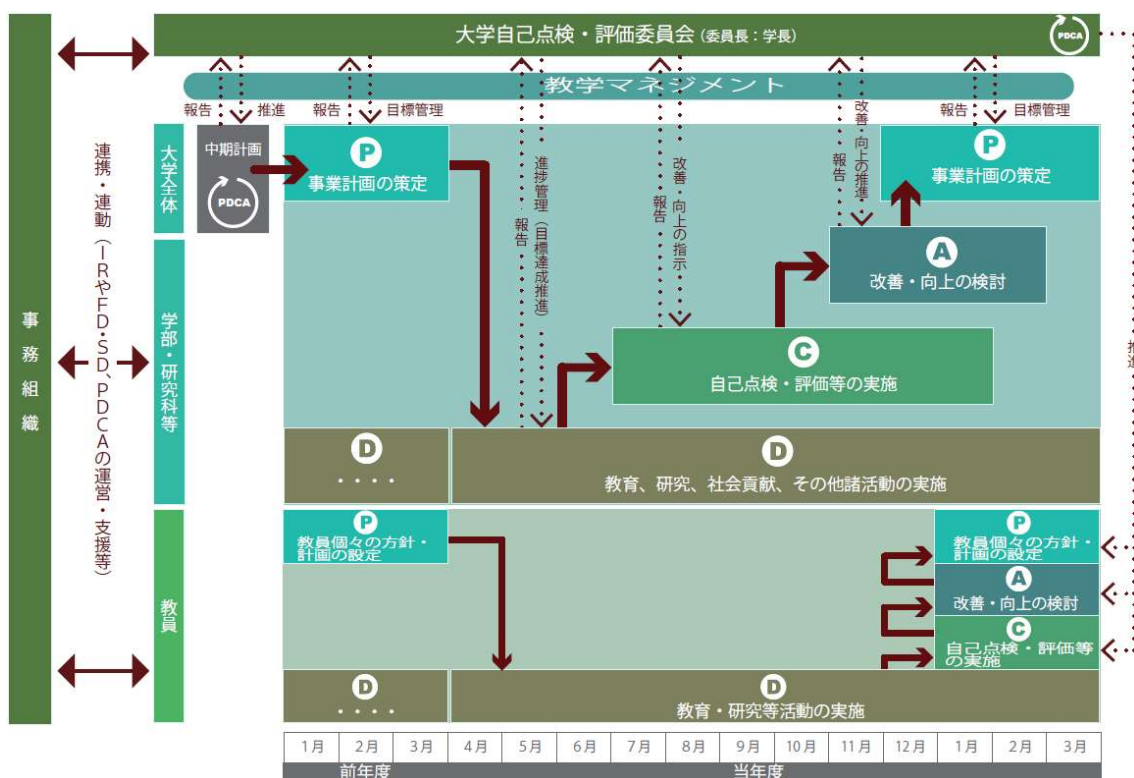 大学自己点検・評価委員会（委員長：学長）
PDCA
教学マネジメント
報告
推進
報告
目標管理
進捗管理（目標達成推進）
報告
改善・向上の指示
報告
改善・向上の推進
報告
報告
目標管理
推進
事務組織
連携・連動（IRやFD・SD、PDCAの運営・支援等）
大学全体
中期計画
PDCA
P
事業計画の策定
P
事業計画の策定
A
改善・向上の検討
学部・研究科等
C
自己点検・評価等の実施
D
・・・・
D
教育、研究、社会貢献、その他諸活動の実施
教員
P
教員個々の方針・
計画の設定
P
教員個々の方針・
計画の設定
A
改善・向上の検討
C
自己点検・評価等
の実施
D
・・・・
D
教育・研究等活動の実施
1月 2月 3月 4月 5月 6月 7月 8月 9月 10月 11月 12月 1月 2月 3月
前年度 当年度